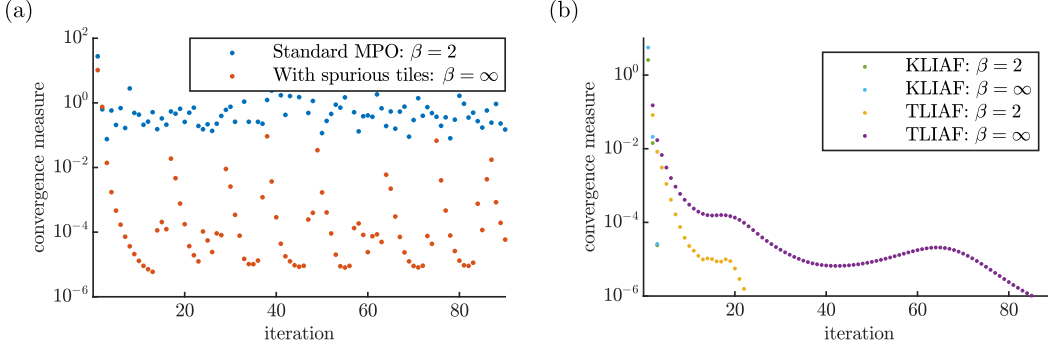 (a)
10^2
10^0
10^-2
10^-4
10^-6
convergence measure
Standard MPO: β = 2
With spurious tiles: β = ∞
20
40
60
80
iteration
(b)
10^0
10^-2
10^-4
10^-6
convergence measure
KLIAF: β = 2
KLIAF: β = ∞
TLIAF: β = 2
TLIAF: β = ∞
20
40
60
80
iteration